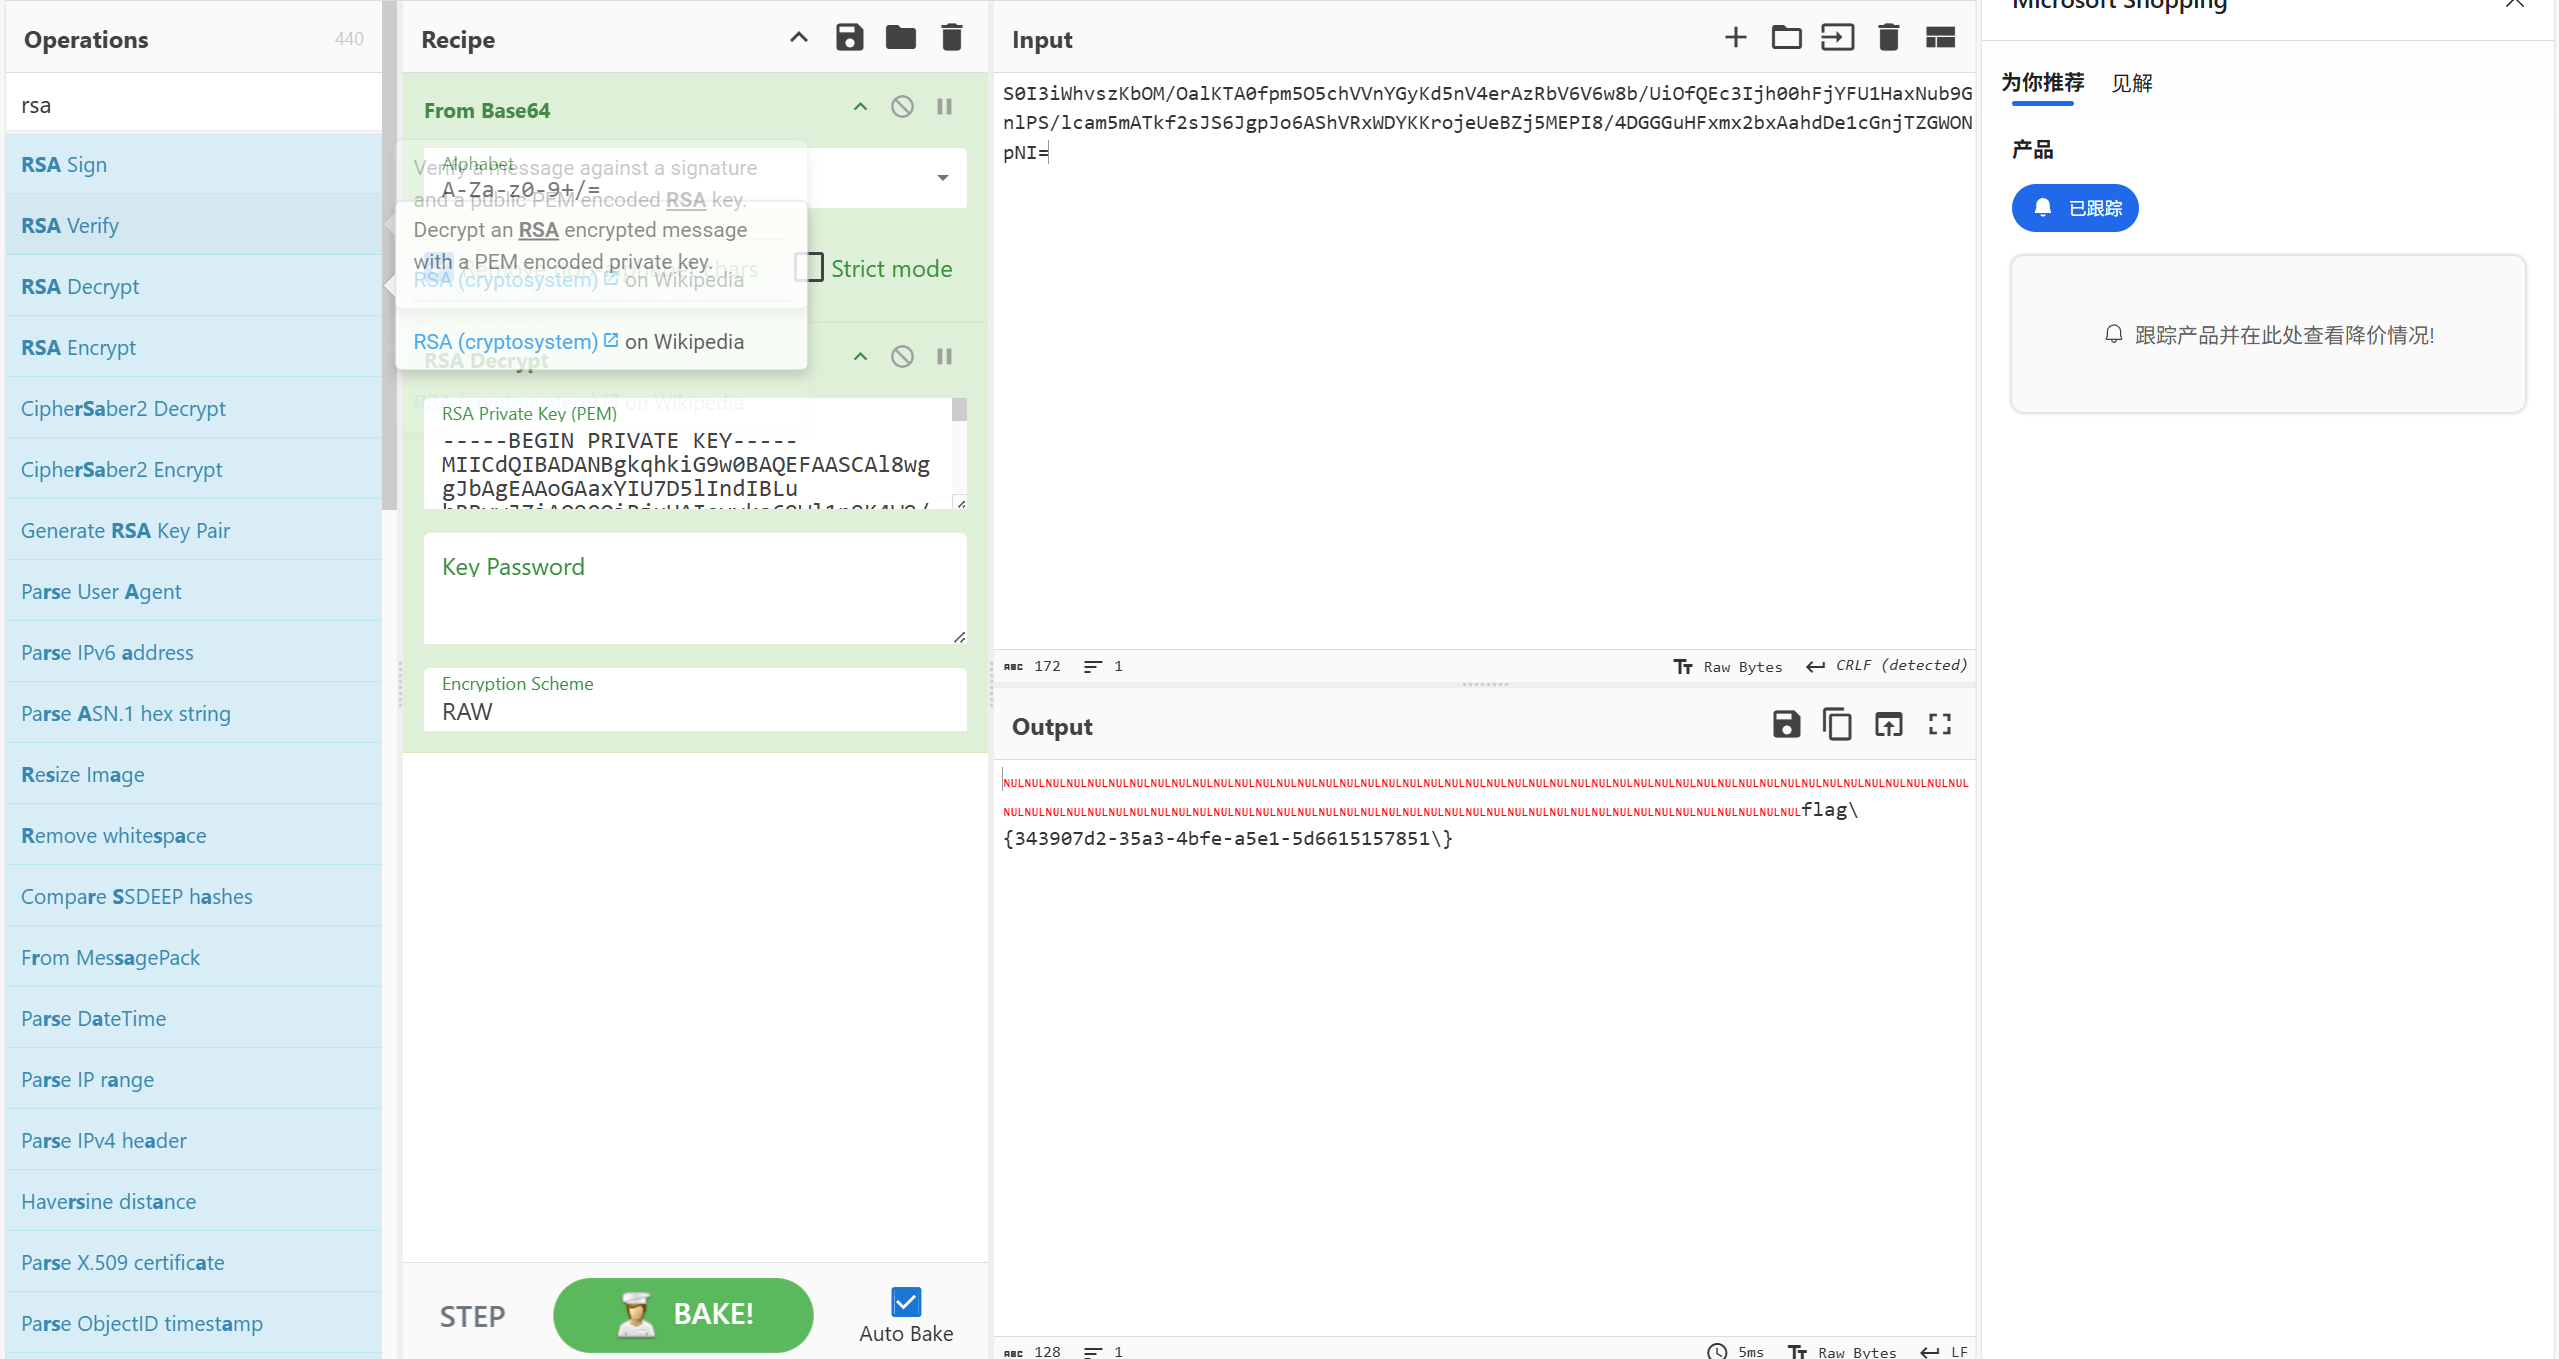 Operations 440
rsa
RSA Sign
RSA Verify
RSA Decrypt
RSA Encrypt
CipherSaber2 Decrypt
CipherSaber2 Encrypt
Generate RSA Key Pair
Parse User Agent
Parse IPv6 address
Parse ASN.1 hex string
Resize Image
Remove whitespace
Compare SSDEEP hashes
From MessagePack
Parse DateTime
Parse IP range
Parse IPv4 header
Haversine distance
Parse X.509 certificate
Parse ObjectID timestamp
Recipe
From Base64
Alphabet
A-Za-z0-9+/=
Verify a message against a signature
and a public PEM encoded RSA key.
Decrypt an RSA encrypted message
with a PEM encoded private key.
Strict mode
RSA (cryptosystem) on Wikipedia
RSA (cryptosystem) on Wikipedia
RSA Decrypt
RSA Private Key (PEM)
-----BEGIN PRIVATE KEY-----
MIICdQIBADANBgkqhkiG9w0BAQEFAASCAl8wg
gJbAgEAAoGAaxYIU7D5lIndIBLu
Key Password
Encryption Scheme
RAW
STEP
BAKE!
Auto Bake
Input
S0I3iWhvszKbOM/OalKTA0fpm5O5chVVnYGyKd5nV4erAzRbV6V6w8b/UiOfQEc3Ijh00hFjYFU1HaxNub9G
nlPS/lcam5mATkf2sJS6JgpJo6AShVRxWDYKKrojeUeBZj5MEPI8/4DGGGuHFxmx2bxAahdDe1cGnjTZGWON
pNI=
ABC 172 1 Raw Bytes CRLF (detected)
Output
flag\
{343907d2-35a3-4bfe-a5e1-5d6615157851\}
ABC 128 1 5ms Raw Bytes LF
Microsoft Shopping
为你推荐 见解
产品
已跟踪
跟踪产品并在此处查看降价情况!